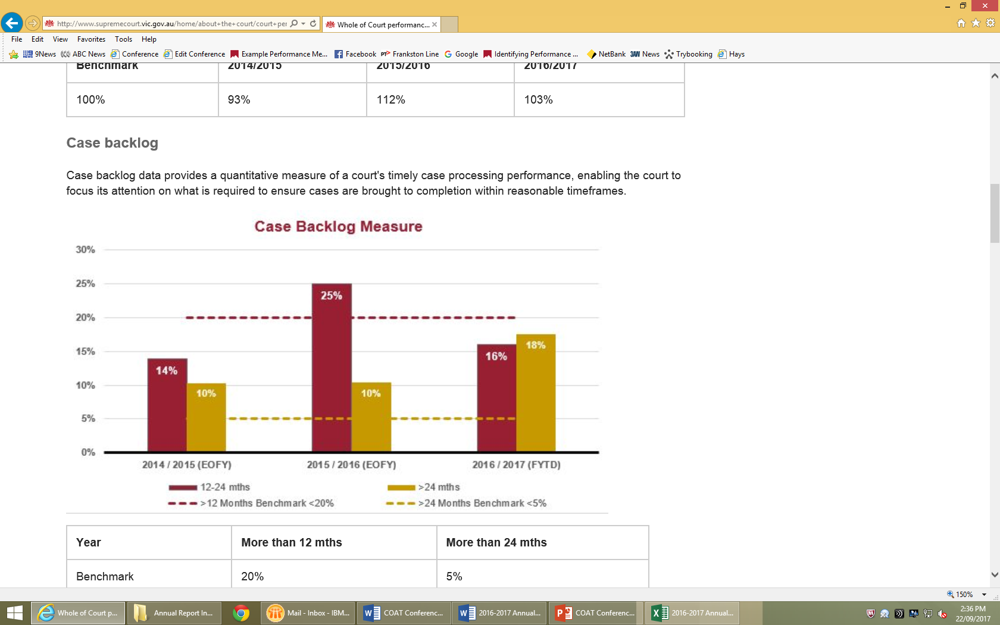 http://www.supremecourt.vic.gov.au/home/about+the+court/court+per
Whole of Court performanc...
File Edit View Favorites Tools Help
9News ABC News Conference Edit Conference Example Performance Me... Facebook PT> Frankston Line Google Identifying Performance ... NetBank 3AW News Trybooking Hays
Benchmark 2014/2015 2015/2016 2016/2017
100% 93% 112% 103%
Case backlog
Case backlog data provides a quantitative measure of a court's timely case processing performance, enabling the court to
focus its attention on what is required to ensure cases are brought to completion within reasonable timeframes.
Case Backlog Measure
30%
25%
25%
20%
18%
15%
16%
14%
10%
10%
10%
5%
0%
2014 / 2015 (EOFY) 2015 / 2016 (EOFY) 2016 / 2017 (FYTD)
12-24 mths >24 mths
>12 Months Benchmark <20% >24 Months Benchmark <5%
Year More than 12 mths More than 24 mths
Benchmark 20% 5%
150%
Whole of Court p... Annual Report In... Mail - Inbox - IBM... COAT Conferenc... 2016-2017 Annual... COAT Conferenc... 2016-2017 Annual...
2:36 PM
22/09/2017